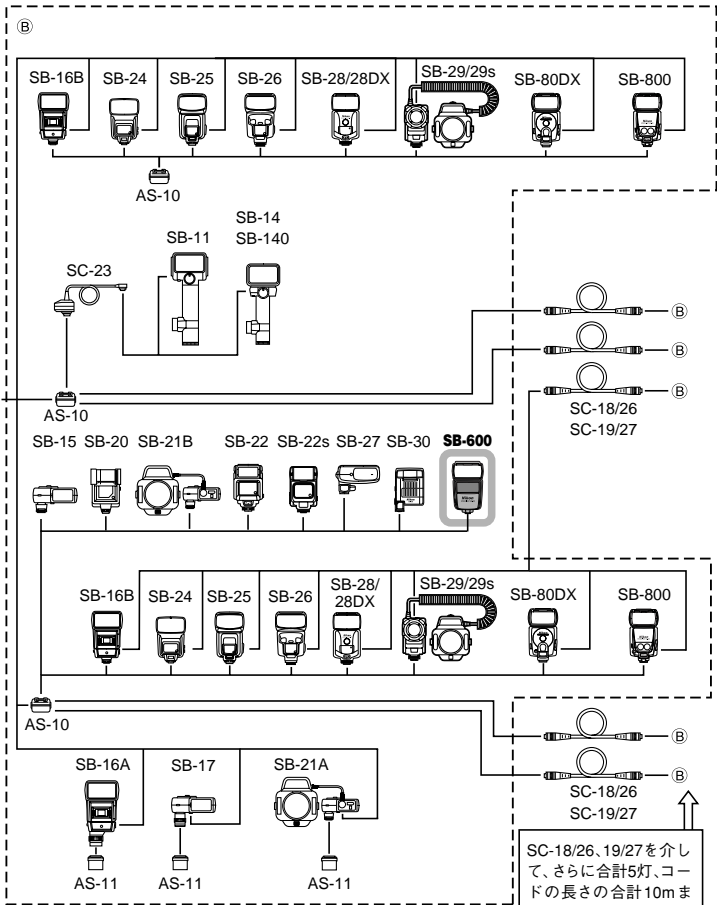 Ⓑ
SB-16B SB-24 SB-25 SB-26 SB-28/28DX SB-29/29s SB-80DX SB-800
AS-10
SB-11
SB-14
SB-140
SC-23
Ⓑ
Ⓑ
Ⓑ
AS-10
SC-18/26
SC-19/27
SB-15 SB-20 SB-21B SB-22 SB-22s SB-27 SB-30 SB-600
SB-16B SB-24 SB-25 SB-26 SB-28/
28DX SB-29/29s SB-80DX SB-800
AS-10
Ⓑ
Ⓑ
SC-18/26
SC-19/27
SB-16A SB-17 SB-21A
AS-11 AS-11 AS-11
SC-18/26、19/27を介し
て、さらに合計5灯、コー
ドの長さの合計10mま